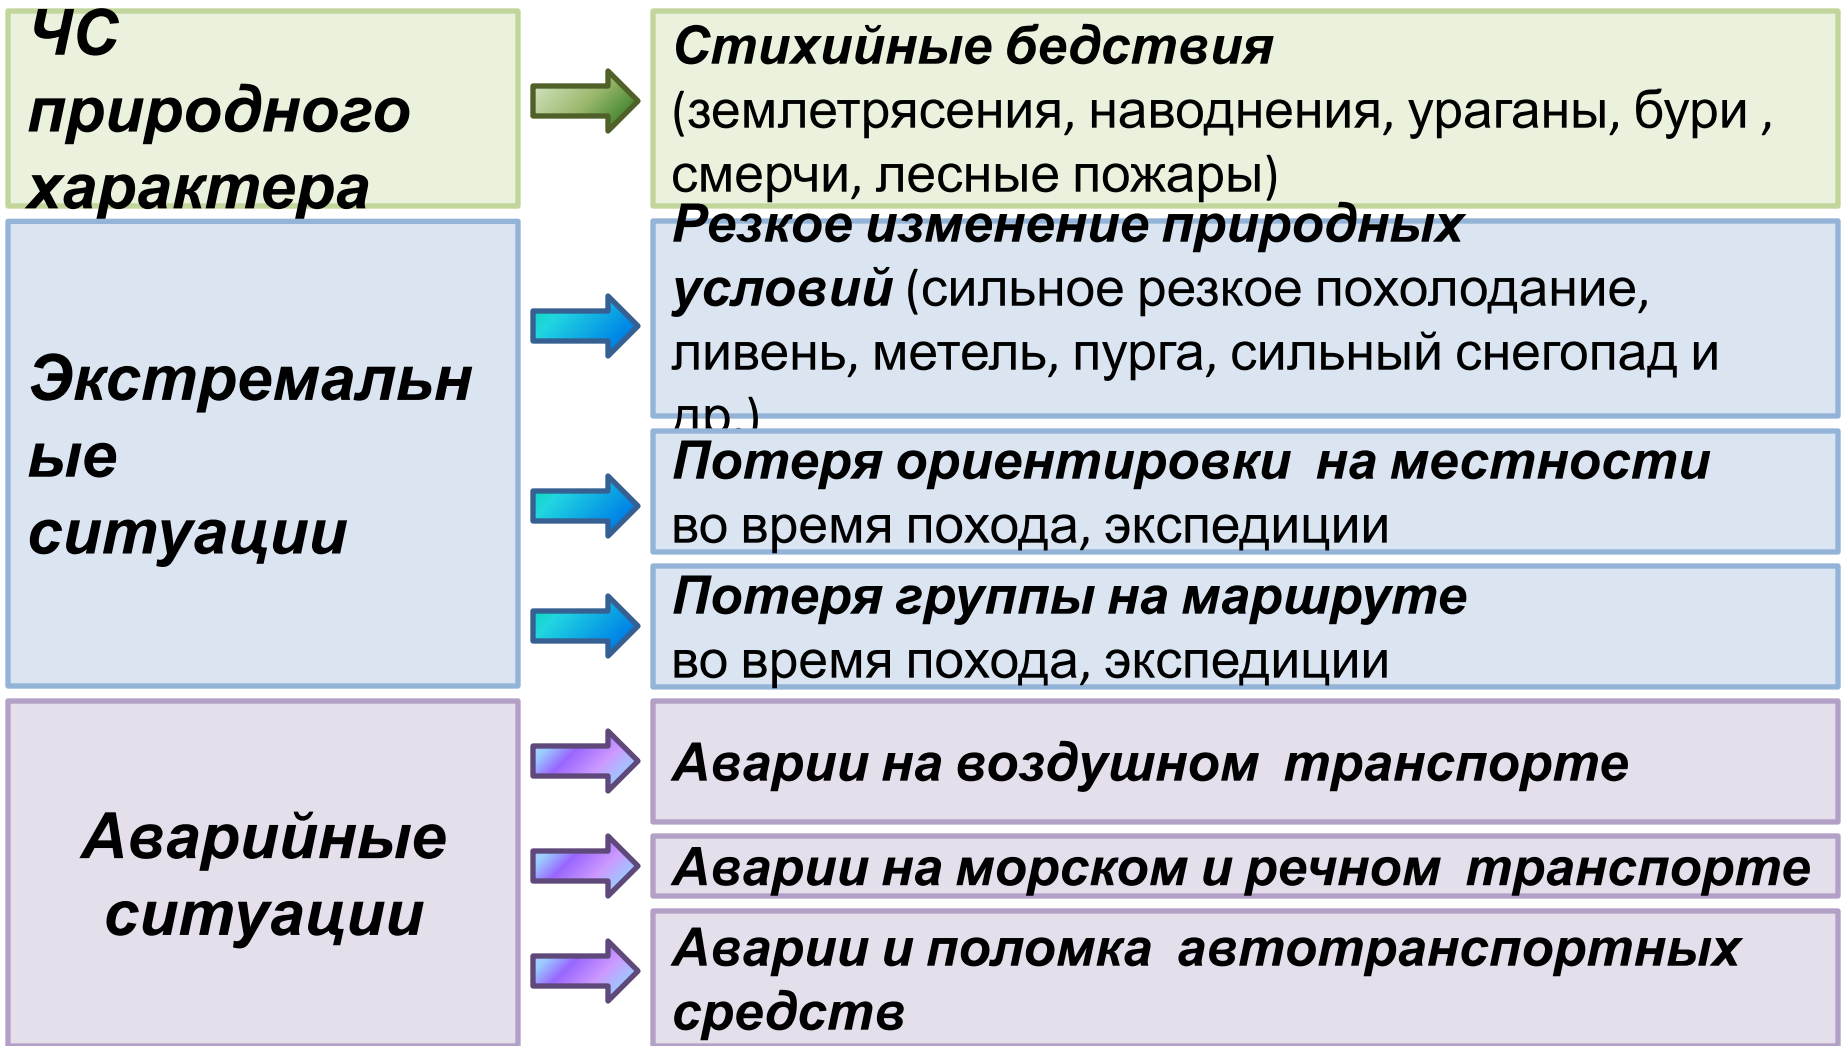 ЧС
природного
характера
Стихийные бедствия
(землетрясения, наводнения, ураганы, бури ,
смерчи, лесные пожары)
Экстремальн
ые
ситуации
Резкое изменение природных
условий (сильное резкое похолодание,
ливень, метель, пурга, сильный снегопад и
др.)
Потеря ориентировки на местности
во время похода, экспедиции
Потеря группы на маршруте
во время похода, экспедиции
Аварийные
ситуации
Аварии на воздушном транспорте
Аварии на морском и речном транспорте
Аварии и поломка автотранспортных
средств